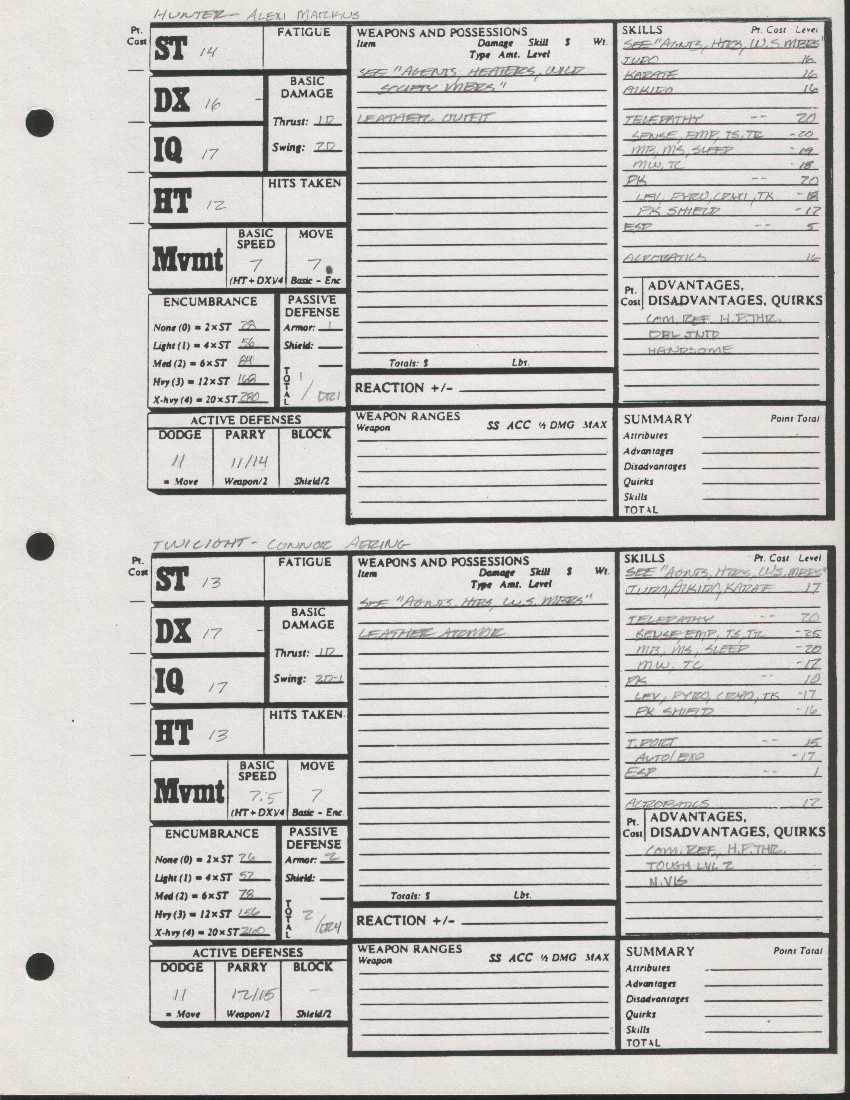 HUNTER - ALEXI MARKUS
Pt. Cost
ST 14
FATIGUE
DX 16
BASIC DAMAGE
Thrust: 1D
Swing: 2D
IQ 17
HT 12
HITS TAKEN
Mvmt
BASIC SPEED
7
(HT+DX)/4
MOVE
7
Basic - Enc
ENCUMBRANCE
None (0) = 2×ST 28
Light (1) = 4×ST 56
Med (2) = 6×ST 84
Hvy (3) = 12×ST 168
X-hvy (4) = 20×ST 280
PASSIVE DEFENSE
Armor: 1
Shield:
TOTAL 1/DR1
ACTIVE DEFENSES
DODGE PARRY BLOCK
11 11/14
= Move Weapon/2 Shield/2
WEAPONS AND POSSESSIONS
Item Damage Skill $ Wt.
Type Amt. Level
SEE "AGENTS, HEATERS, WILD
SOCIETY MBRS"
LEATHER OUTFIT
Totals: $ Lbs.
REACTION +/-
WEAPON RANGES
Weapon SS ACC ½ DMG MAX
SKILLS Pt. Cost Level
SEE "AGNTS, HTRS, W.S. MBRS"
JUDO 16
KARATE 16
AIKIDO 16
TELEPATHY -- 20
SENSE, EMP, TS, TR -20
MB, MS, SLEEP -19
MW, TC -18
PK 20
LEV, PYRO, CRYO, TK -18
PK SHIELD -17
ESP -- 5
ACROBATICS 16
Pt. Cost
ADVANTAGES, DISADVANTAGES, QUIRKS
COM. REF, H.P.THR.
DBL JNTD
HANDSOME
SUMMARY Point Total
Attributes
Advantages
Disadvantages
Quirks
Skills
TOTAL
TWILIGHT - CONNOR AERING
Pt. Cost
ST 13
FATIGUE
DX 17
BASIC DAMAGE
Thrust: 1D
Swing: 2D-1
IQ 17
HT 13
HITS TAKEN
Mvmt
BASIC SPEED
7.5
(HT+DX)/4
MOVE
7
Basic - Enc
ENCUMBRANCE
None (0) = 2×ST 26
Light (1) = 4×ST 52
Med (2) = 6×ST 78
Hvy (3) = 12×ST 156
X-hvy (4) = 20×ST 260
PASSIVE DEFENSE
Armor: 2
Shield:
TOTAL 2/DR4
ACTIVE DEFENSES
DODGE PARRY BLOCK
11 12/15 -
= Move Weapon/2 Shield/2
WEAPONS AND POSSESSIONS
Item Damage Skill $ Wt.
Type Amt. Level
SEE "AGNTS, HTRS, W.S. MBRS"
LEATHER ARMOR
Totals: $ Lbs.
REACTION +/-
WEAPON RANGES
Weapon SS ACC ½ DMG MAX
SKILLS Pt. Cost Level
SEE "AGNTS, HTRS, W.S. MBRS"
JUDO, AIKIDO, KARATE 17
TELEPATHY -- 20
SENSE EMP, TS, TR -25
MB, MS, SLEEP -20
MW, TC -17
PK -- 10
LEV, PYRO, CRYO, TK -17
PK SHIELD -16
T.PORT -- 15
AUTO/EXO -17
ESP -- 1
ACROBATICS 17
Pt. Cost
ADVANTAGES, DISADVANTAGES, QUIRKS
COM. REF, H.P.THR.
TOUGH LVL 2
N.VIS
SUMMARY Point Total
Attributes
Advantages
Disadvantages
Quirks
Skills
TOTAL